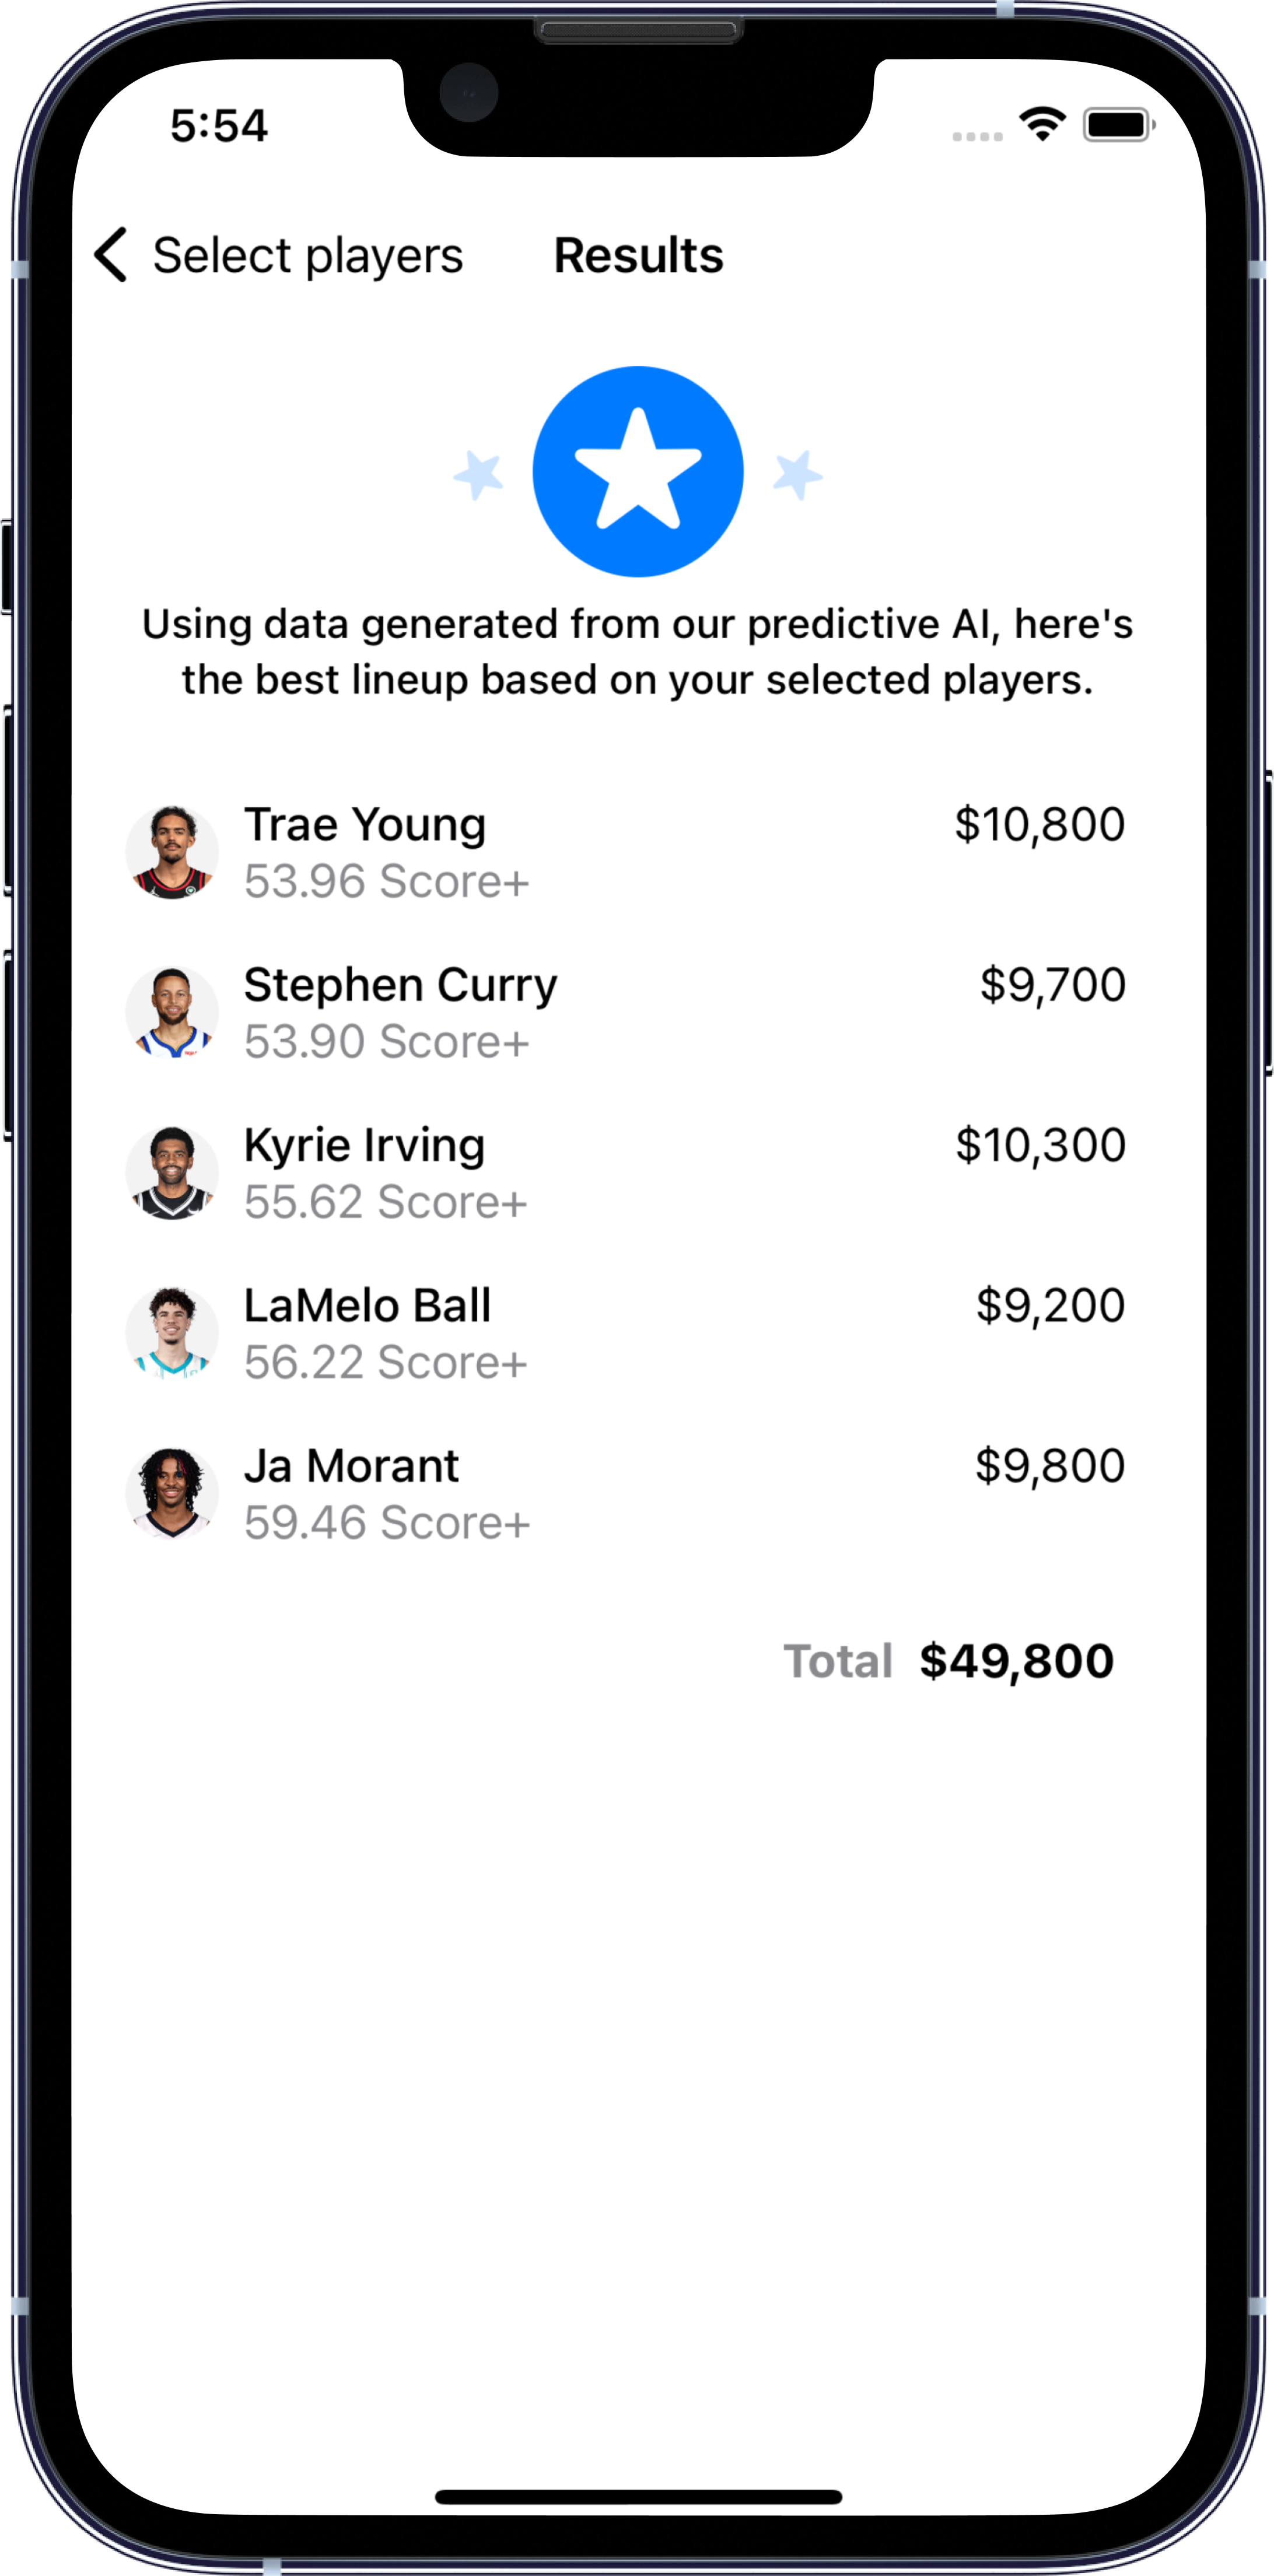 5:54
Select players
Results
Using data generated from our predictive AI, here's
the best lineup based on your selected players.
Trae Young
$10,800
53.96 Score+
Stephen Curry
$9,700
53.90 Score+
Kyrie Irving
$10,300
55.62 Score+
LaMelo Ball
$9,200
56.22 Score+
Ja Morant
$9,800
59.46 Score+
Total $49,800